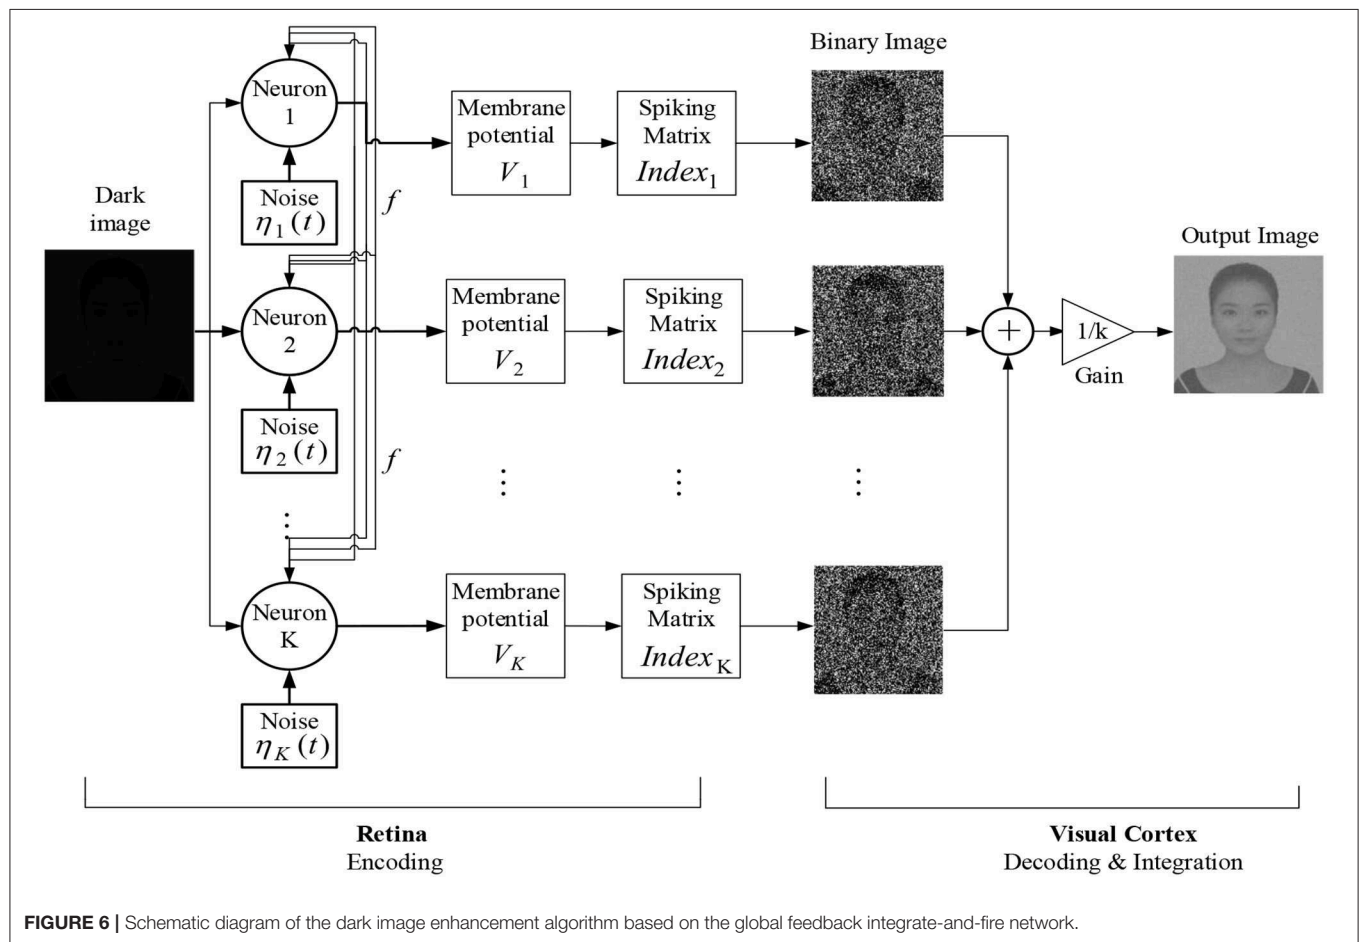 Binary Image
Neuron
1
Membrane
potential
V1
Spiking
Matrix
Index1
Noise
η1(t)
f
Dark
image
Output Image
Neuron
2
Membrane
potential
V2
Spiking
Matrix
Index2
+
1/k
Gain
Noise
η2(t)
f
Neuron
K
Membrane
potential
VK
Spiking
Matrix
IndexK
Noise
ηK(t)
Retina
Encoding
Visual Cortex
Decoding & Integration
FIGURE 6 | Schematic diagram of the dark image enhancement algorithm based on the global feedback integrate-and-fire network.